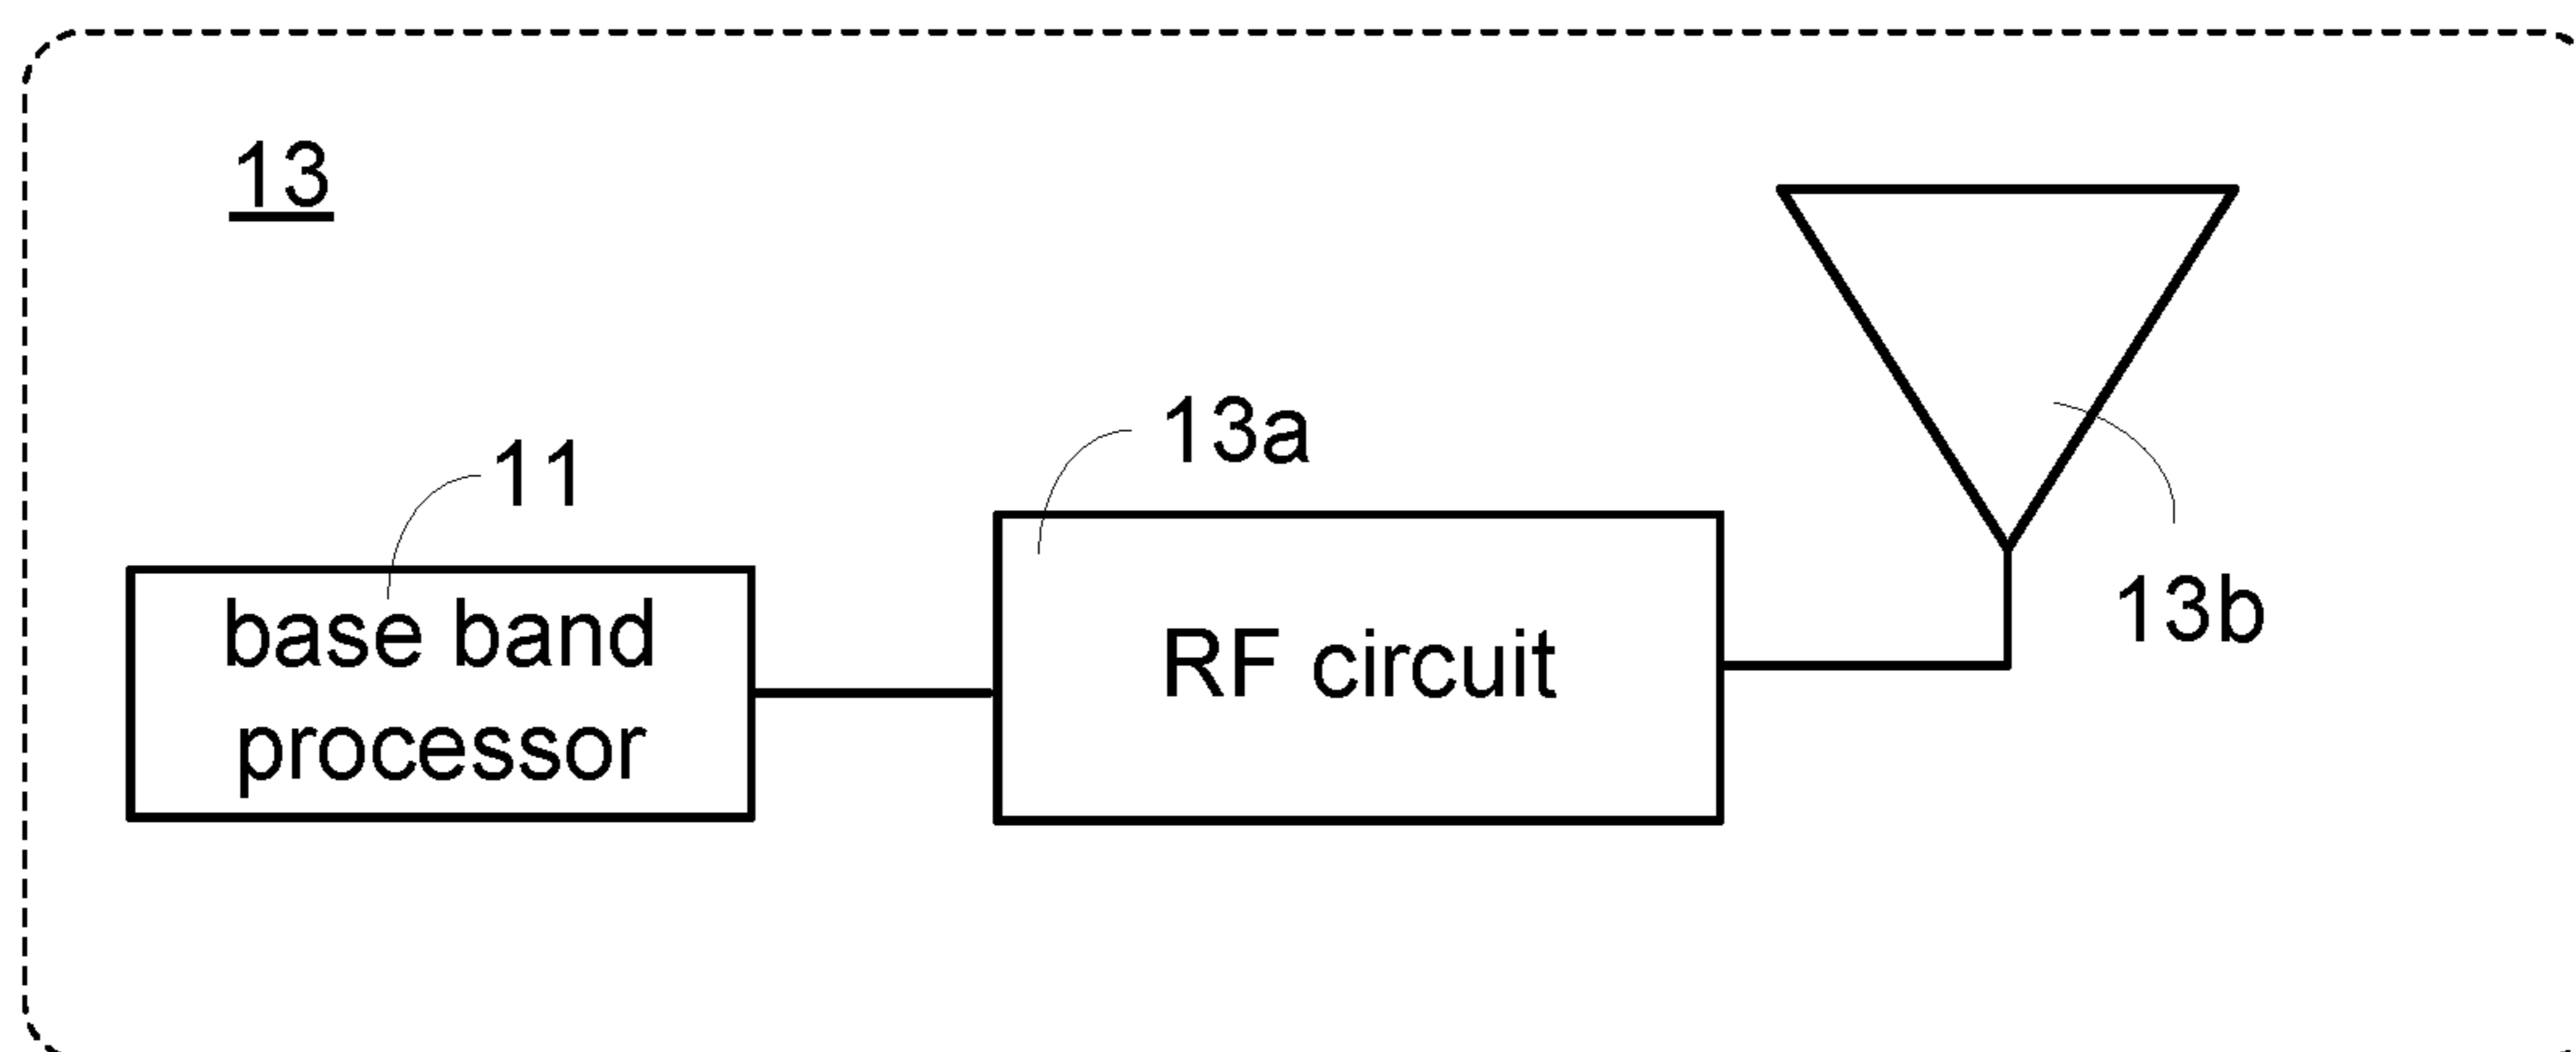 13
11
13a
base band
processor
RF circuit
13b